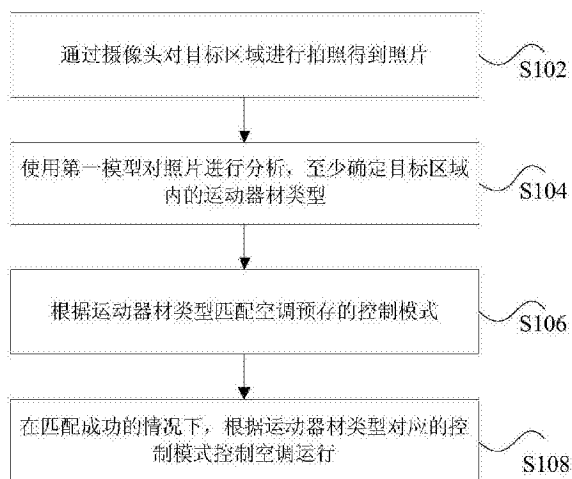 通过摄像头对目标区域进行拍照得到照片
S102
使用第一模型对照片进行分析，至少确定目标区域
内的运动器材类型
S104
根据运动器材类型匹配空调预存的控制模式
S106
在匹配成功的情况下，根据运动器材类型对应的控
制模式控制空调运行
S108